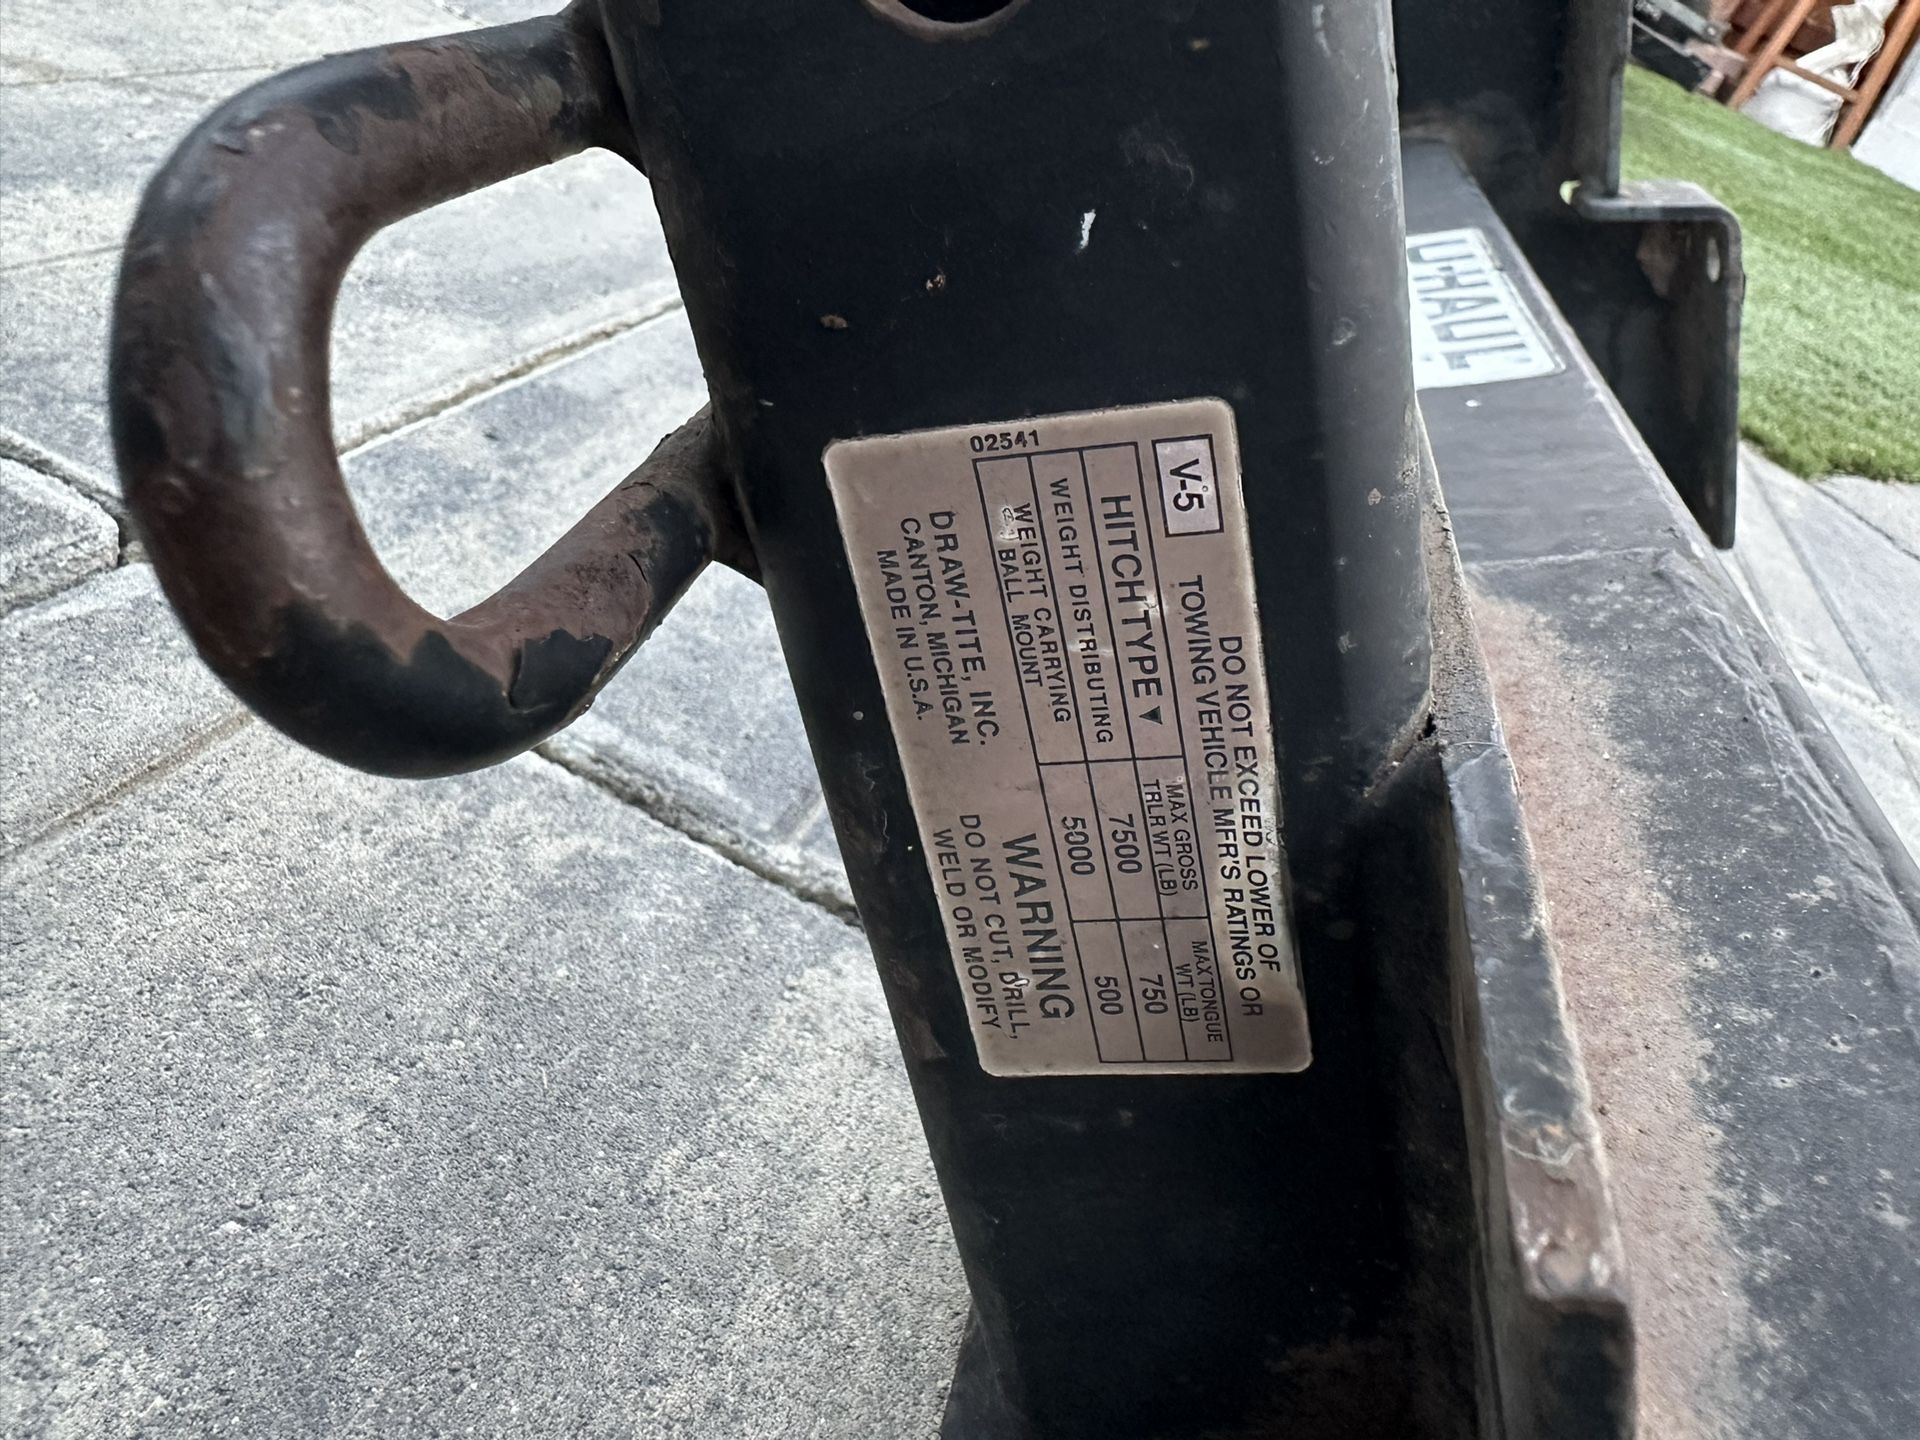 DO NOT EXCEED LOWER OF
V-5 TOWING VEHICLE MFR'S RATINGS OR
HITCH TYPE ▼ MAX GROSS TRLR WT (LB) MAX TONGUE WT (LB)
WEIGHT DISTRIBUTING 7500 750
WEIGHT CARRYING 5000 500
BALL MOUNT
02541
WARNING
DRAW-TITE, INC. DO NOT CUT, DRILL,
CANTON, MICHIGAN WELD OR MODIFY
MADE IN U.S.A.
U-HAUL